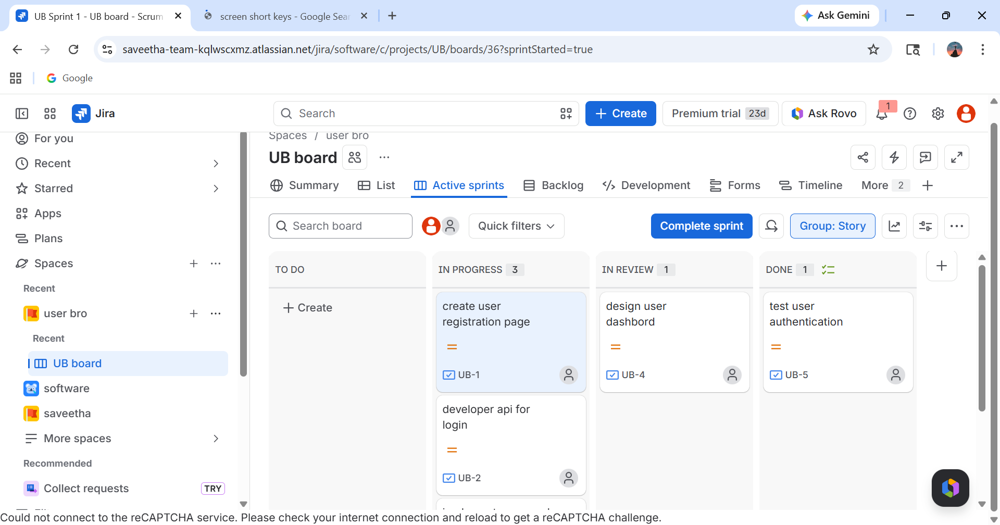 UB Sprint 1 - UB board - Scrum
screen short keys - Google Sear
Ask Gemini
saveetha-team-kqlwscxmz.atlassian.net/jira/software/c/projects/UB/boards/36?sprintStarted=true
Google
Jira
Search
Create
Premium trial 23d
Ask Rovo
1
For you
Recent
Starred
Apps
Plans
Spaces
Recent
user bro
Recent
UB board
software
saveetha
More spaces
Recommended
Collect requests
TRY
Spaces / user bro
UB board
Summary
List
Active sprints
Backlog
Development
Forms
Timeline
More 2
Search board
Quick filters
Complete sprint
Group: Story
TO DO
Create
IN PROGRESS 3
create user
registration page
UB-1
developer api for
login
UB-2
IN REVIEW 1
design user
dashbord
UB-4
DONE 1
test user
authentication
UB-5
Could not connect to the reCAPTCHA service. Please check your internet connection and reload to get a reCAPTCHA challenge.